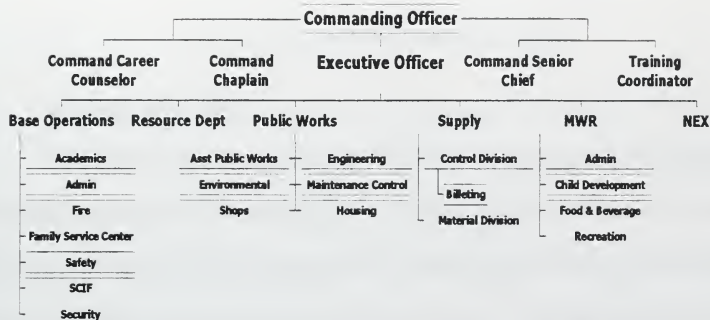 Commanding Officer
Command Career
Counselor
Command
Chaplain
Executive Officer
Command Senior
Chief
Training
Coordinator
Base Operations
Resource Dept
Public Works
Supply
MWR
NEX
Academics
Admin
Fire
Family Service Center
Safety
SCIF
Security
Asst Public Works
Environmental
Shops
Engineering
Maintenance Control
Housing
Control Division
Billeting
Material Division
Admin
Child Development
Food & Beverage
Recreation